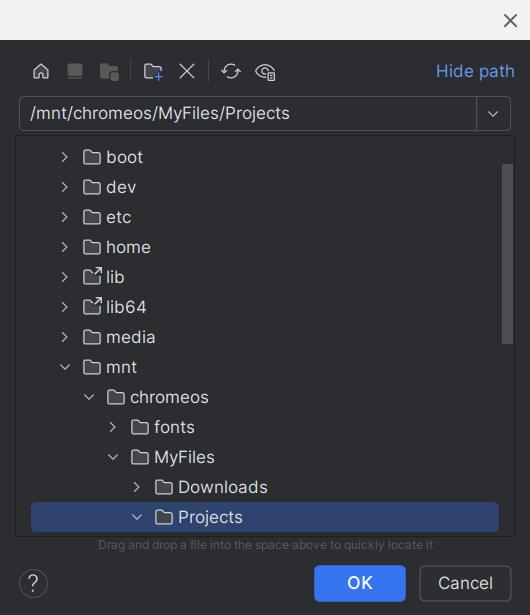 Hide path
/mnt/chromeos/MyFiles/Projects
boot
dev
etc
home
lib
lib64
media
mnt
chromeos
fonts
MyFiles
Downloads
Projects
Drag and drop a file into the space above to quickly locate it
?
OK
Cancel